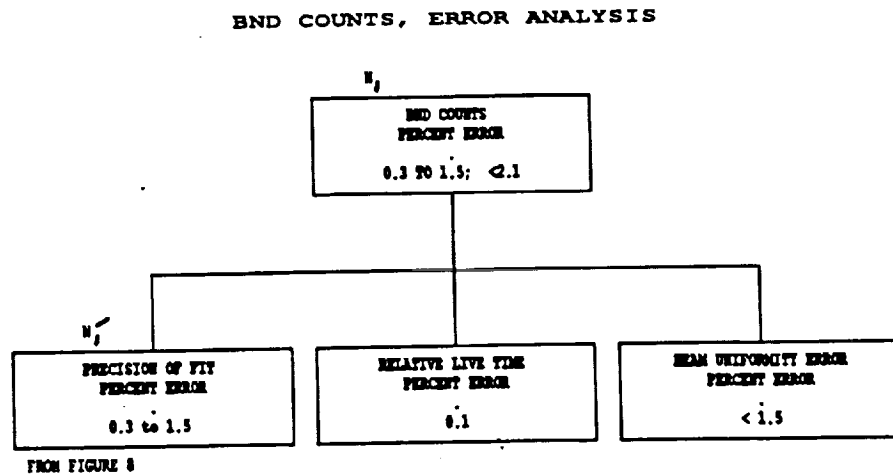 BND COUNTS, ERROR ANALYSIS
N
BND COUNTS
PERCENT ERROR
0.3 TO 1.5; <2.1
N
PRECISION OF FIT
PERCENT ERROR
0.3 to 1.5
RELATIVE LIVE TIME
PERCENT ERROR
0.1
BEAM UNIFORMITY ERROR
PERCENT ERROR
< 1.5
FROM FIGURE 8